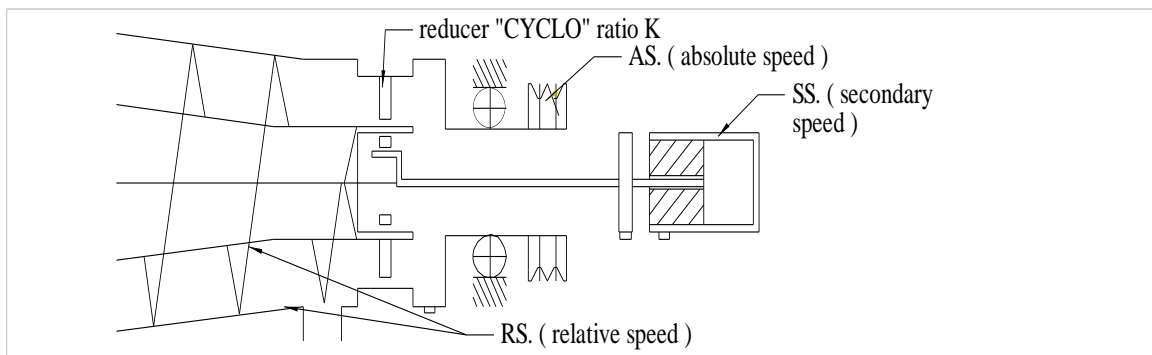 reducer "CYCLO" ratio K
AS. ( absolute speed )
SS. ( secondary
speed )
RS. ( relative speed )